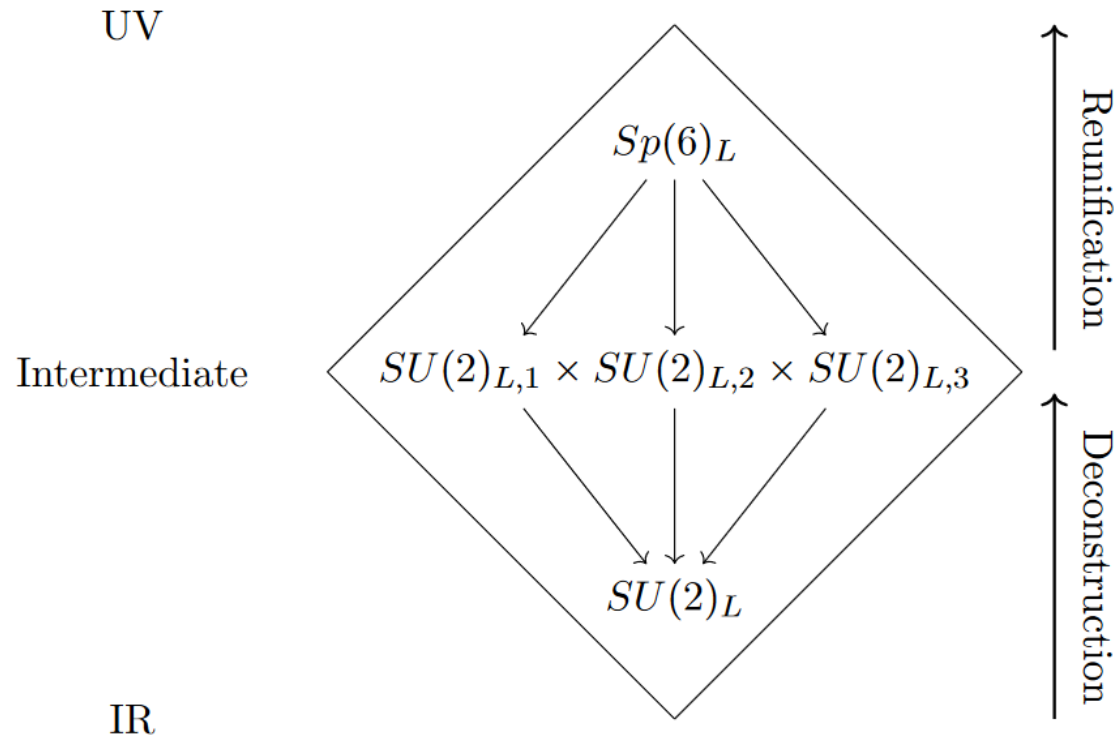 UV
Sp(6)_L
Reunification
Intermediate
SU(2)_{L,1} × SU(2)_{L,2} × SU(2)_{L,3}
Deconstruction
SU(2)_L
IR